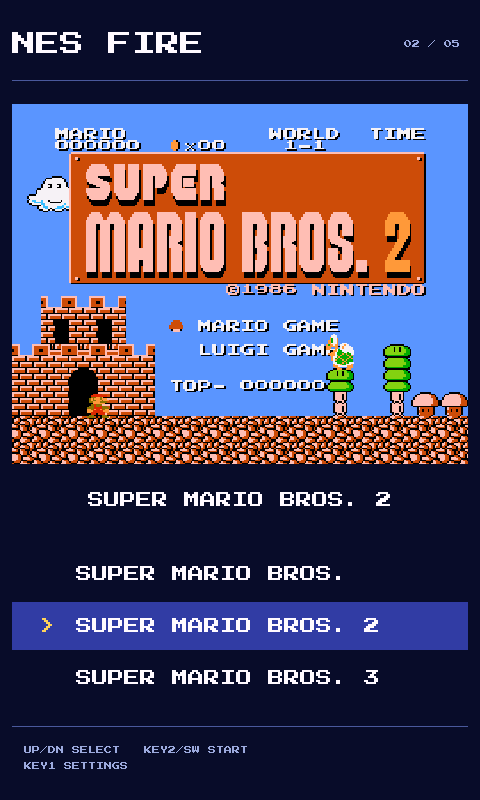 NES FIRE
02 / 05
MARIO WORLD TIME
000000 x00 1-1
SUPER
MARIO BROS. 2
©1986 NINTENDO
MARIO GAME
LUIGI GAME
TOP- 000000
SUPER MARIO BROS. 2
SUPER MARIO BROS.
> SUPER MARIO BROS. 2
SUPER MARIO BROS. 3
UP/DN SELECT KEY2/SW START
KEY1 SETTINGS